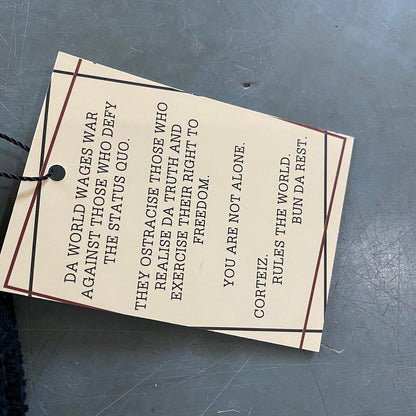 DA WORLD WAGES WAR
AGAINST THOSE WHO DEFY
THE STATUS QUO.
THEY OSTRACISE THOSE WHO
REALISE DA TRUTH AND
EXERCISE THEIR RIGHT TO
FREEDOM.
YOU ARE NOT ALONE.
CORTEIZ.
RULES THE WORLD.
BUN DA REST.